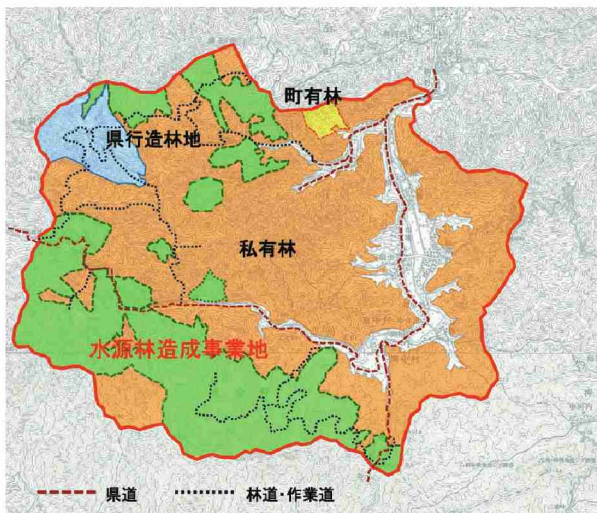 町有林
県行造林地
私有林
水源林造成事業地
県道
林道・作業道